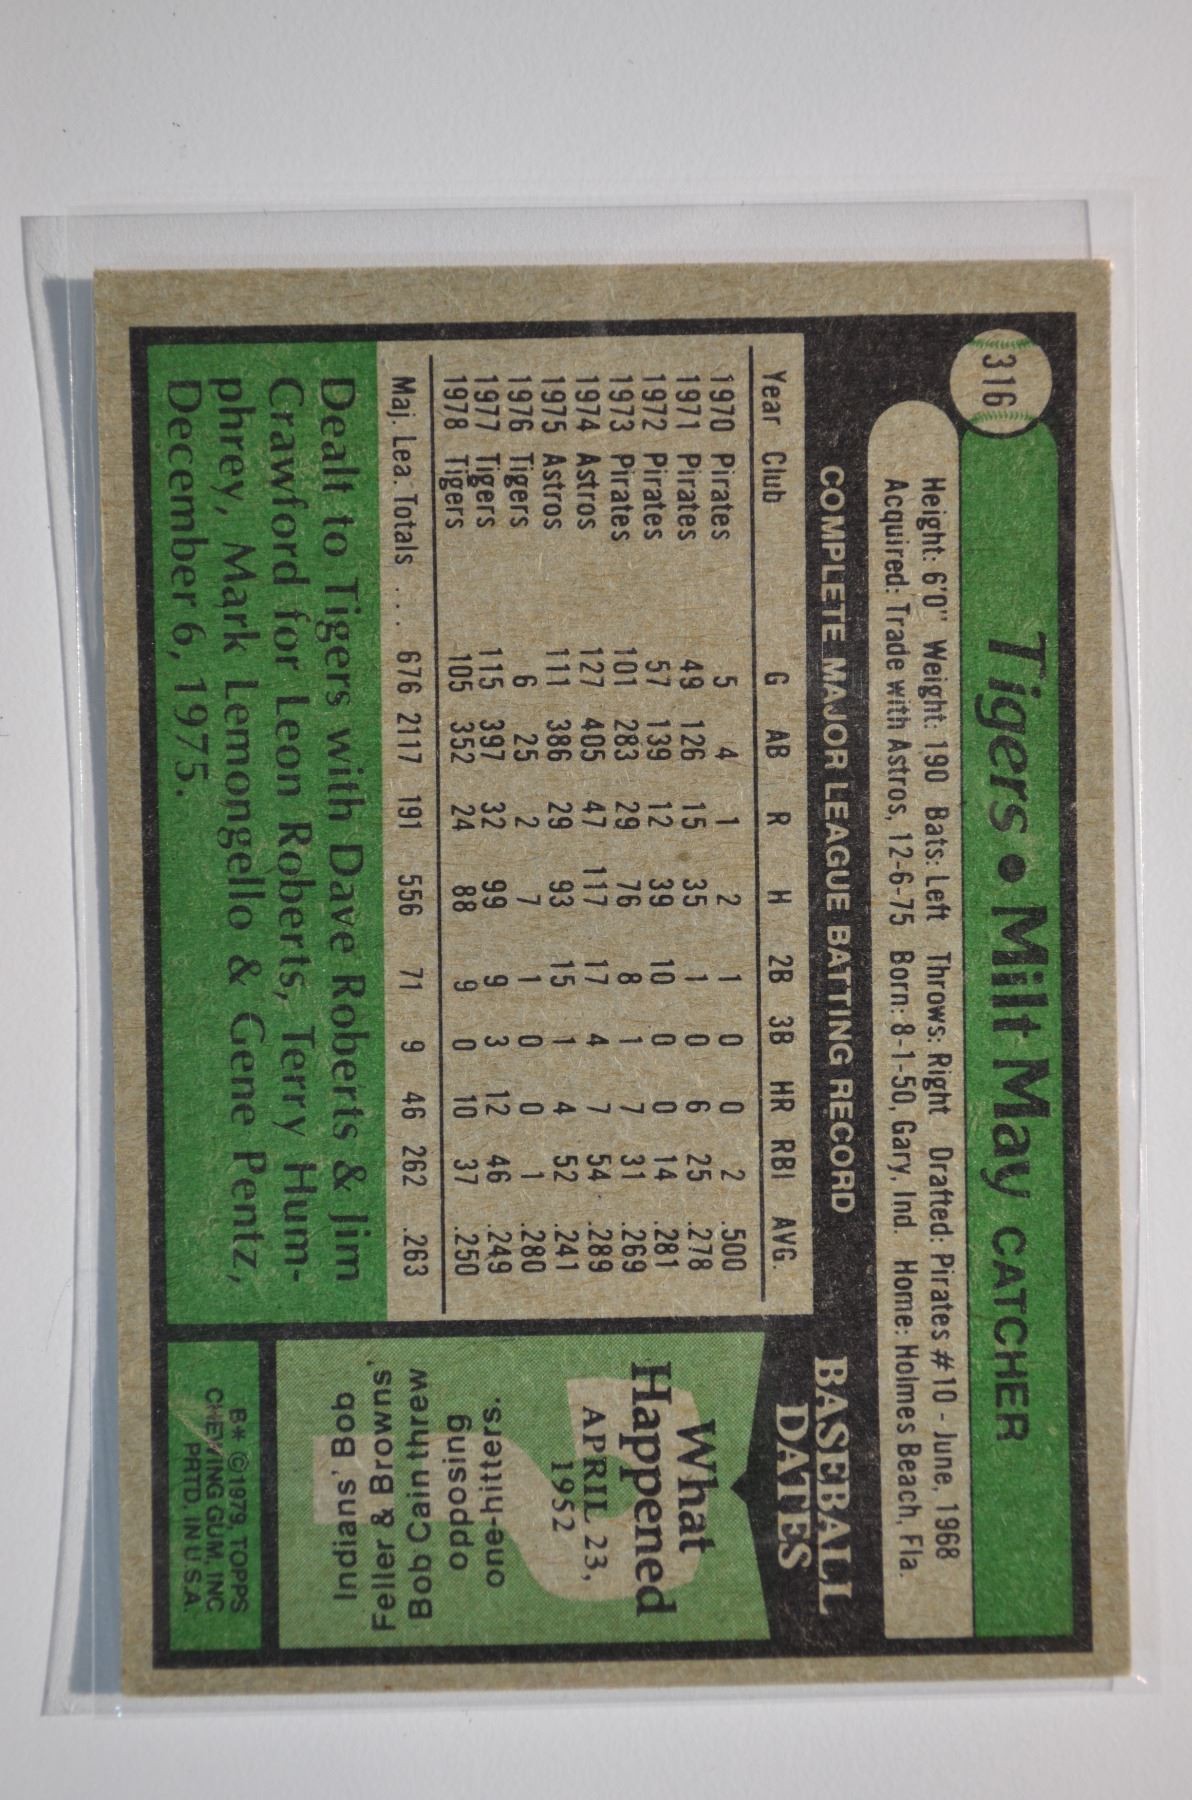 316
Tigers • Milt May CATCHER
Height: 6'0" Weight: 190 Bats: Left Throws: Right Drafted: Pirates #10 - June, 1968
Acquired: Trade with Astros, 12-6-75 Born: 8-1-50, Gary, Ind. Home: Holmes Beach, Fla.
COMPLETE MAJOR LEAGUE BATTING RECORD
Year Club G AB R H 2B 3B HR RBI AVG.
1970 Pirates 5 4 1 2 1 0 0 2 .500
1971 Pirates 49 126 15 35 1 0 6 25 .278
1972 Pirates 57 139 12 39 10 0 0 14 .281
1973 Pirates 101 283 29 76 8 1 7 31 .269
1974 Astros 127 405 47 117 17 4 7 54 .289
1975 Astros 111 386 29 93 15 1 4 52 .241
1976 Tigers 6 25 2 7 1 0 0 1 .280
1977 Tigers 115 397 32 99 9 3 12 46 .249
1978 Tigers 105 352 24 88 9 0 10 37 .250
Maj. Lea. Totals . . . 676 2117 191 556 71 9 46 262 .263
Dealt to Tigers with Dave Roberts & Jim
Crawford for Leon Roberts, Terry Hum-
phrey, Mark Lemongello & Gene Pentz,
December 6, 1975.
BASEBALL
DATES
What
Happened
APRIL 23,
1952
?
one-hitters.
opposing
Bob Cain threw
Feller & Browns'
Indians' Bob
B* ©1979, TOPPS
CHEWING GUM, INC.
PRTD. IN U.S.A.